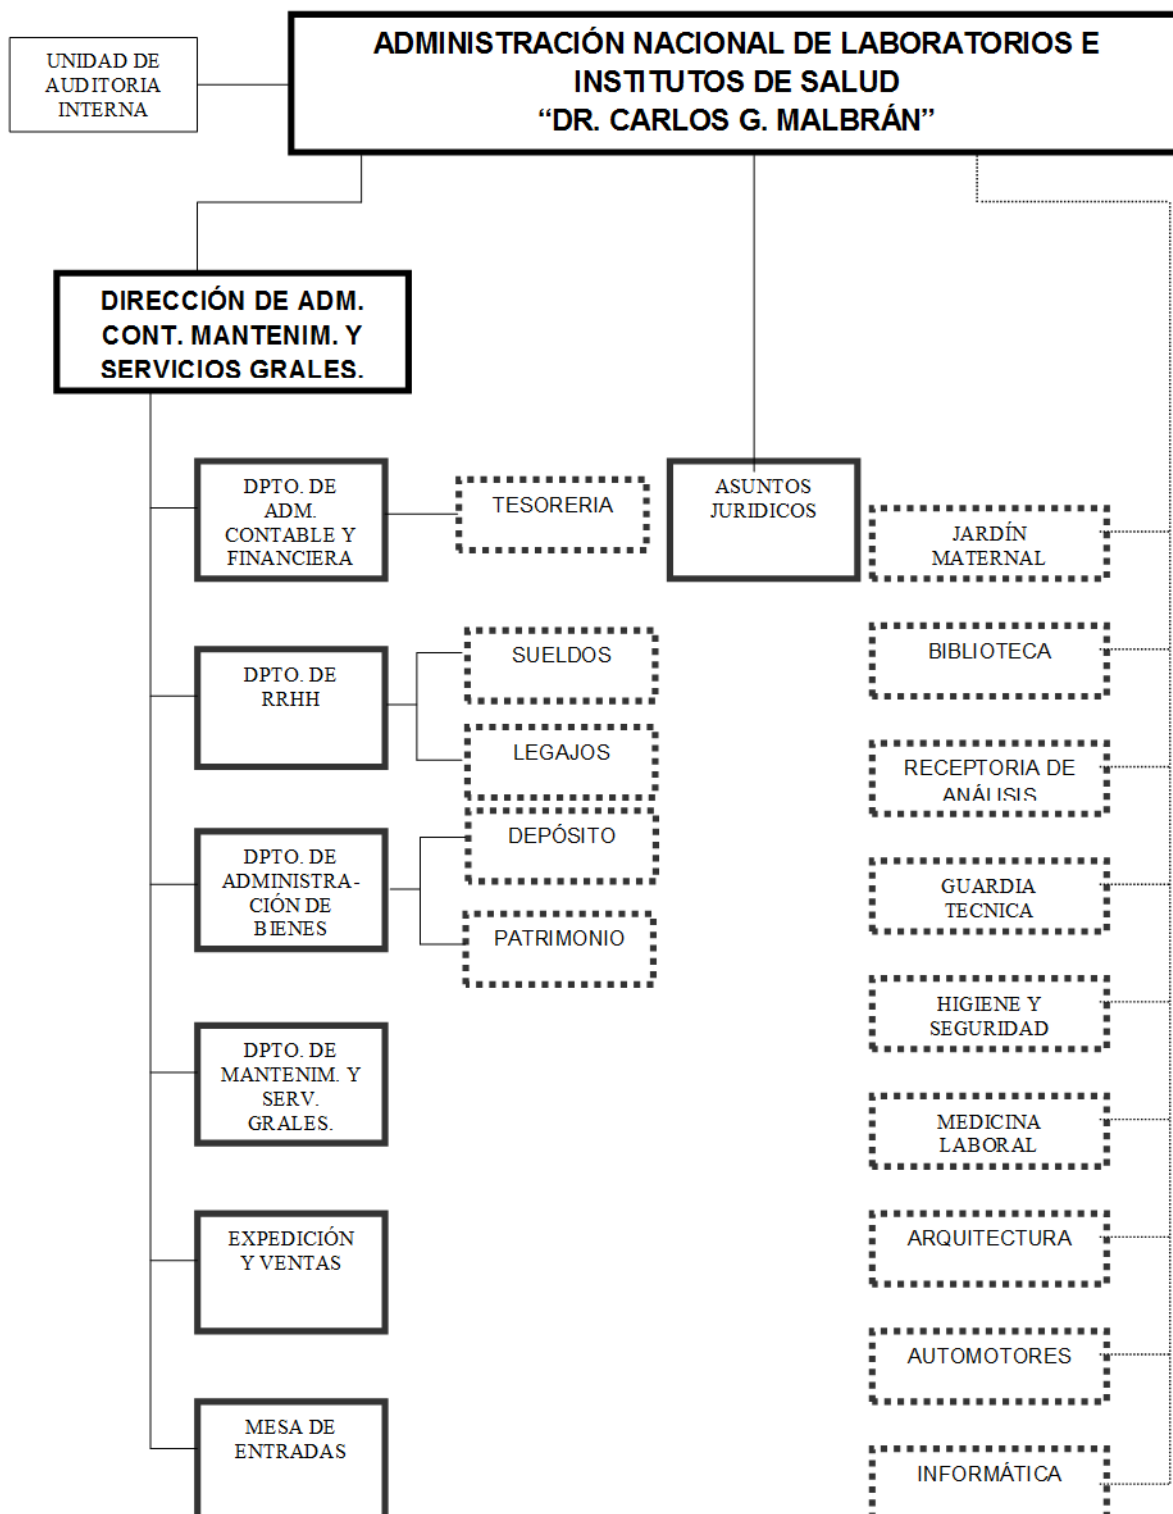 UNIDAD DE
AUDITORIA
INTERNA
ADMINISTRACIÓN NACIONAL DE LABORATORIOS E
INSTITUTOS DE SALUD
“DR. CARLOS G. MALBRÁN”
DIRECCIÓN DE ADM.
CONT. MANTENIM. Y
SERVICIOS GRALES.
DPTO. DE
ADM.
CONTABLE Y
FINANCIERA
TESORERIA
DPTO. DE
RRHH
SUELDOS
LEGAJOS
DPTO. DE
ADMINISTRA-
CIÓN DE
BIENES
DEPÓSITO
PATRIMONIO
DPTO. DE
MANTENIM. Y
SERV.
GRALES.
EXPEDICIÓN
Y VENTAS
MESA DE
ENTRADAS
ASUNTOS
JURIDICOS
JARDÍN
MATERNAL
BIBLIOTECA
RECEPTORIA DE
ANÁLISIS
GUARDIA
TECNICA
HIGIENE Y
SEGURIDAD
MEDICINA
LABORAL
ARQUITECTURA
AUTOMOTORES
INFORMÁTICA